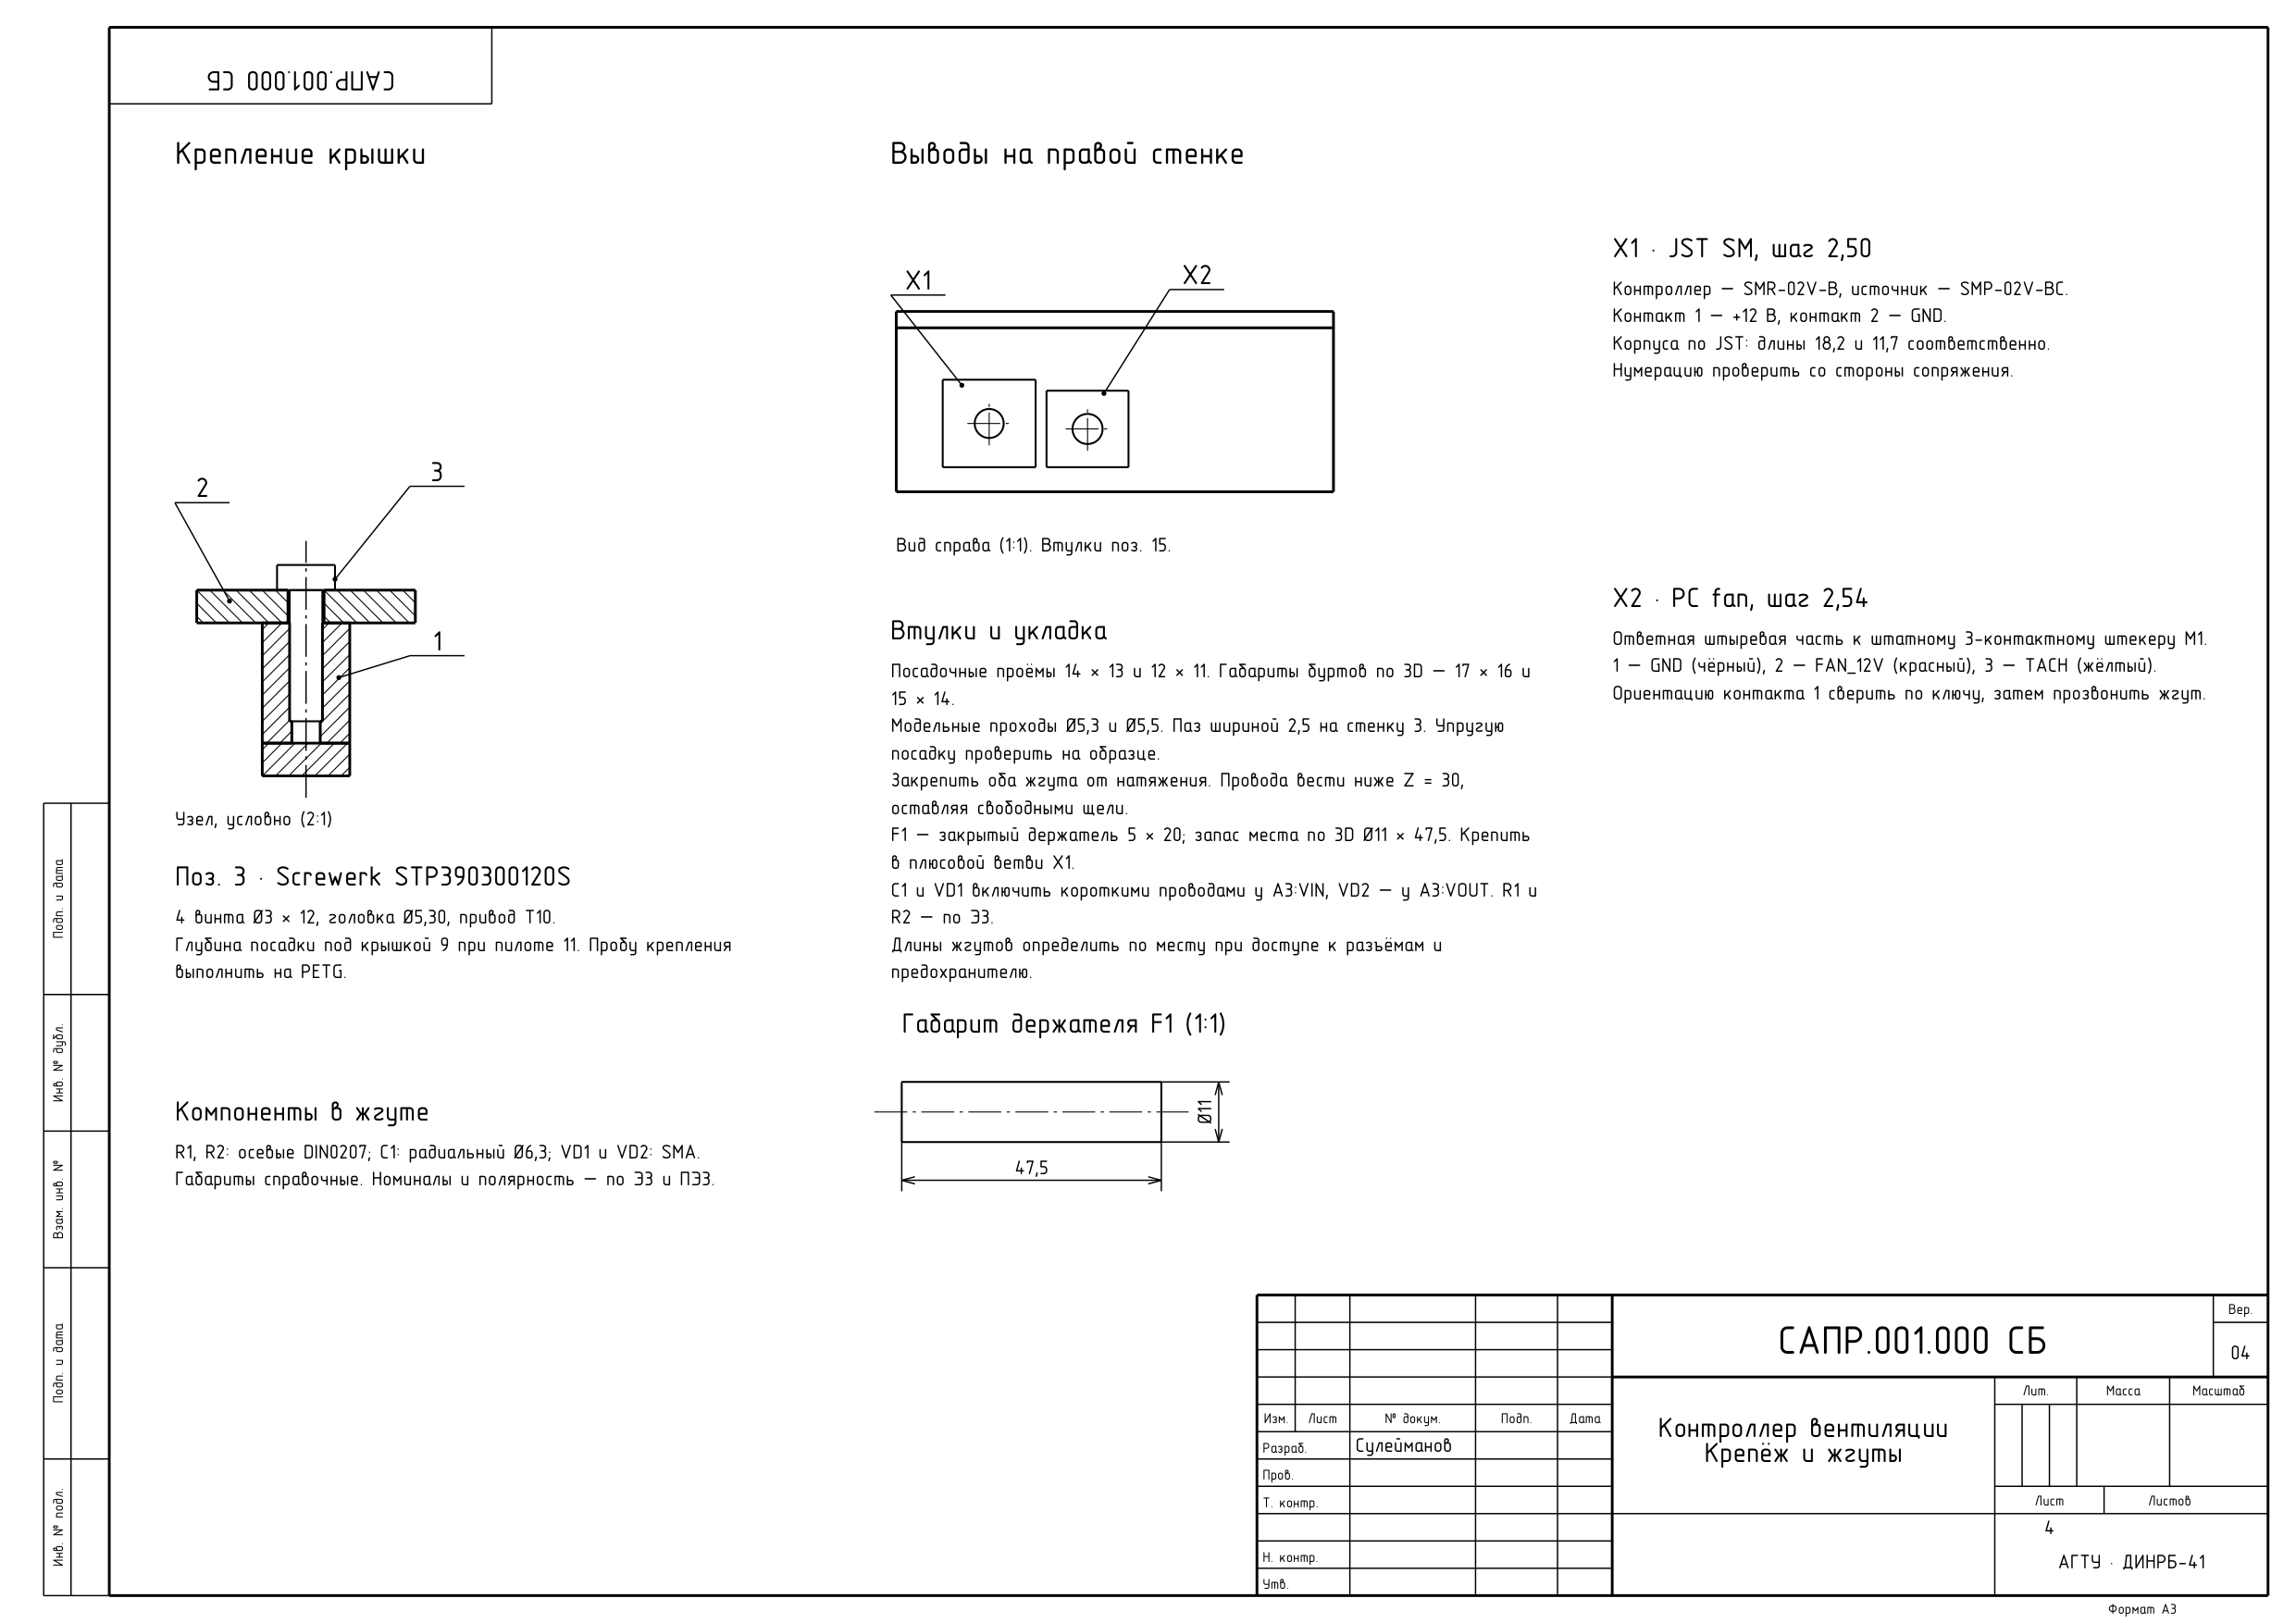 САПР.001.000 СБ
Крепление крышки
2
3
1
Узел, условно (2:1)
Поз. 3 · Screwerk STP390300120S
4 винта Ø3 × 12, головка Ø5,30, привод T10.
Глубина посадки под крышкой 9 при пилоте 11. Пробу крепления
выполнить на PETG.
Компоненты в жгуте
R1, R2: осевые DIN0207; C1: радиальный Ø6,3; VD1 и VD2: SMA.
Габариты справочные. Номиналы и полярность — по Э3 и ПЭ3.
Выводы на правой стенке
X1
X2
Вид справа (1:1). Втулки поз. 15.
Втулки и укладка
Посадочные проёмы 14 × 13 и 12 × 11. Габариты буртов по 3D — 17 × 16 и
15 × 14.
Модельные проходы Ø5,3 и Ø5,5. Паз шириной 2,5 на стенку 3. Упругую
посадку проверить на образце.
Закрепить оба жгута от натяжения. Провода вести ниже Z = 30,
оставляя свободными щели.
F1 — закрытый держатель 5 × 20; запас места по 3D Ø11 × 47,5. Крепить
в плюсовой ветви X1.
C1 и VD1 включить короткими проводами у A3:VIN, VD2 — у A3:VOUT. R1 и
R2 — по Э3.
Длины жгутов определить по месту при доступе к разъёмам и
предохранителю.
Габарит держателя F1 (1:1)
Ø11
47,5
X1 · JST SM, шаг 2,50
Контроллер — SMR-02V-B, источник — SMP-02V-BC.
Контакт 1 — +12 В, контакт 2 — GND.
Корпуса по JST: длины 18,2 и 11,7 соответственно.
Нумерацию проверить со стороны сопряжения.
X2 · PC fan, шаг 2,54
Ответная штыревая часть к штатному 3-контактному штекеру M1.
1 — GND (чёрный), 2 — FAN_12V (красный), 3 — TACH (жёлтый).
Ориентацию контакта 1 сверить по ключу, затем прозвонить жгут.
Подп. и дата
Инв. № дубл.
Взам. инв. №
Подп. и дата
Инв. № подл.
САПР.001.000 СБ
Вер.
04
Изм. Лист № докум. Подп. Дата
Разраб. Сулейманов
Пров.
Т. контр.
Н. контр.
Утв.
Контроллер вентиляции
Крепёж и жгуты
Лит. Масса Масштаб
Лист Листов
4
АГТУ · ДИНРБ-41
Формат А3